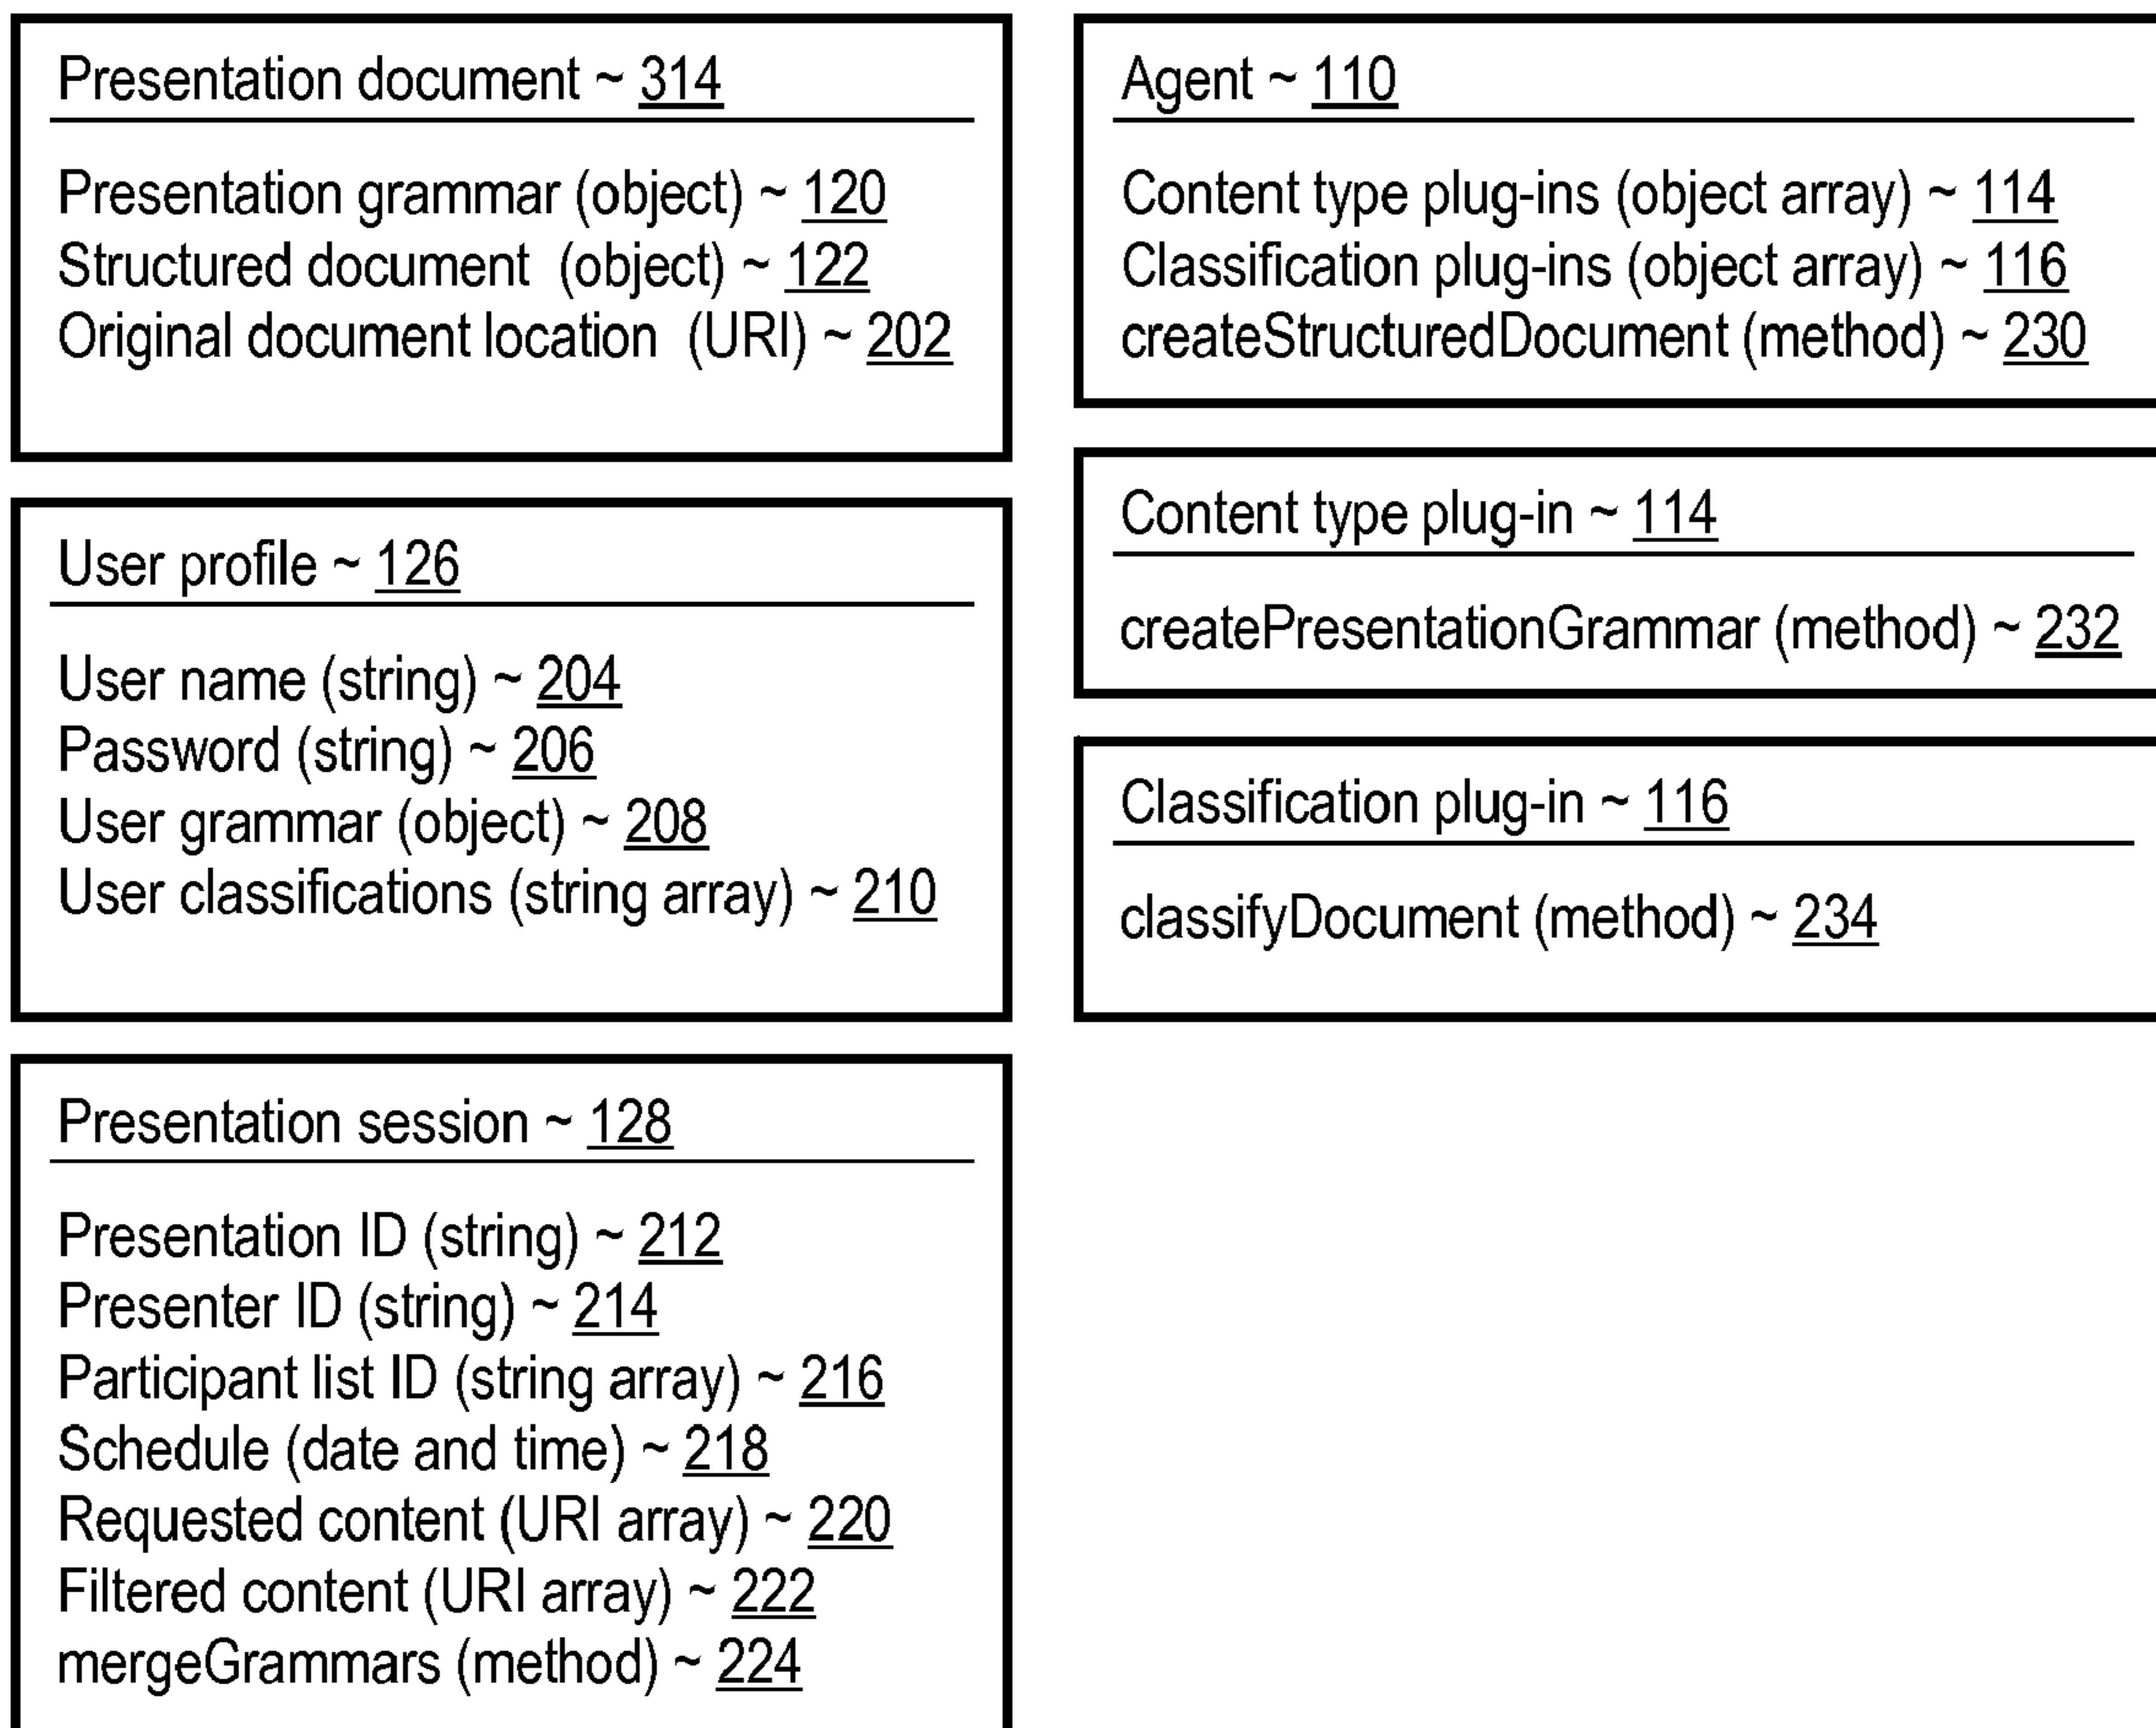 Presentation document ~ 314
Presentation grammar (object) ~ 120
Structured document (object) ~ 122
Original document location (URI) ~ 202
User profile ~ 126
User name (string) ~ 204
Password (string) ~ 206
User grammar (object) ~ 208
User classifications (string array) ~ 210
Presentation session ~ 128
Presentation ID (string) ~ 212
Presenter ID (string) ~ 214
Participant list ID (string array) ~ 216
Schedule (date and time) ~ 218
Requested content (URI array) ~ 220
Filtered content (URI array) ~ 222
mergeGrammars (method) ~ 224
Agent ~ 110
Content type plug-ins (object array) ~ 114
Classification plug-ins (object array) ~ 116
createStructuredDocument (method) ~ 230
Content type plug-in ~ 114
createPresentationGrammar (method) ~ 232
Classification plug-in ~ 116
classifyDocument (method) ~ 234